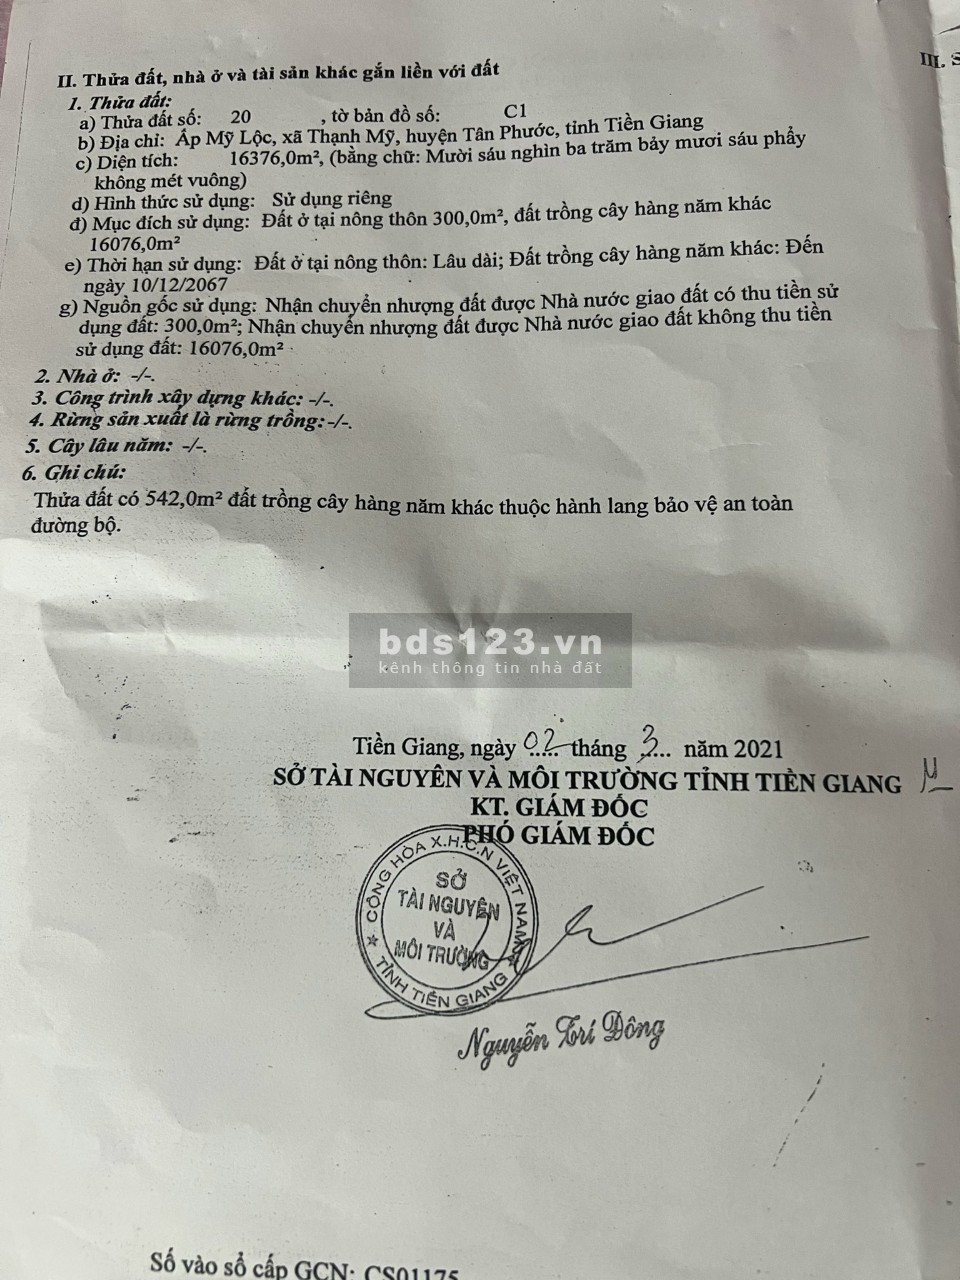 II. Thửa đất, nhà ở và tài sản khác gắn liền với đất
III. S
1. Thửa đất:
a) Thửa đất số: 20 , tờ bản đồ số: C1
b) Địa chỉ: Ấp Mỹ Lộc, xã Thạnh Mỹ, huyện Tân Phước, tỉnh Tiền Giang
c) Diện tích: 16376,0m², (bằng chữ: Mười sáu nghìn ba trăm bảy mươi sáu phẩy
không mét vuông)
d) Hình thức sử dụng: Sử dụng riêng
đ) Mục đích sử dụng: Đất ở tại nông thôn 300,0m², đất trồng cây hàng năm khác
16076,0m²
e) Thời hạn sử dụng: Đất ở tại nông thôn: Lâu dài; Đất trồng cây hàng năm khác: Đến
ngày 10/12/2067
g) Nguồn gốc sử dụng: Nhận chuyển nhượng đất được Nhà nước giao đất có thu tiền sử
dụng đất: 300,0m²; Nhận chuyển nhượng đất được Nhà nước giao đất không thu tiền
sử dụng đất: 16076,0m²
2. Nhà ở: -/-.
3. Công trình xây dựng khác: -/-.
4. Rừng sản xuất là rừng trồng: -/-.
5. Cây lâu năm: -/-.
6. Ghi chú:
Thửa đất có 542,0m² đất trồng cây hàng năm khác thuộc hành lang bảo vệ an toàn
đường bộ.
bds123.vn
kênh thông tin nhà đất
Tiền Giang, ngày 02 tháng 3 năm 2021
SỞ TÀI NGUYÊN VÀ MÔI TRƯỜNG TỈNH TIỀN GIANG
KT. GIÁM ĐỐC
PHÓ GIÁM ĐỐC
CỘNG HÒA X.H.C.N VIỆT NAM
SỞ
TÀI NGUYÊN
VÀ
MÔI TRƯỜNG
TỈNH TIỀN GIANG
Nguyễn Trí Đông
Số vào sổ cấp GCN: CS01175